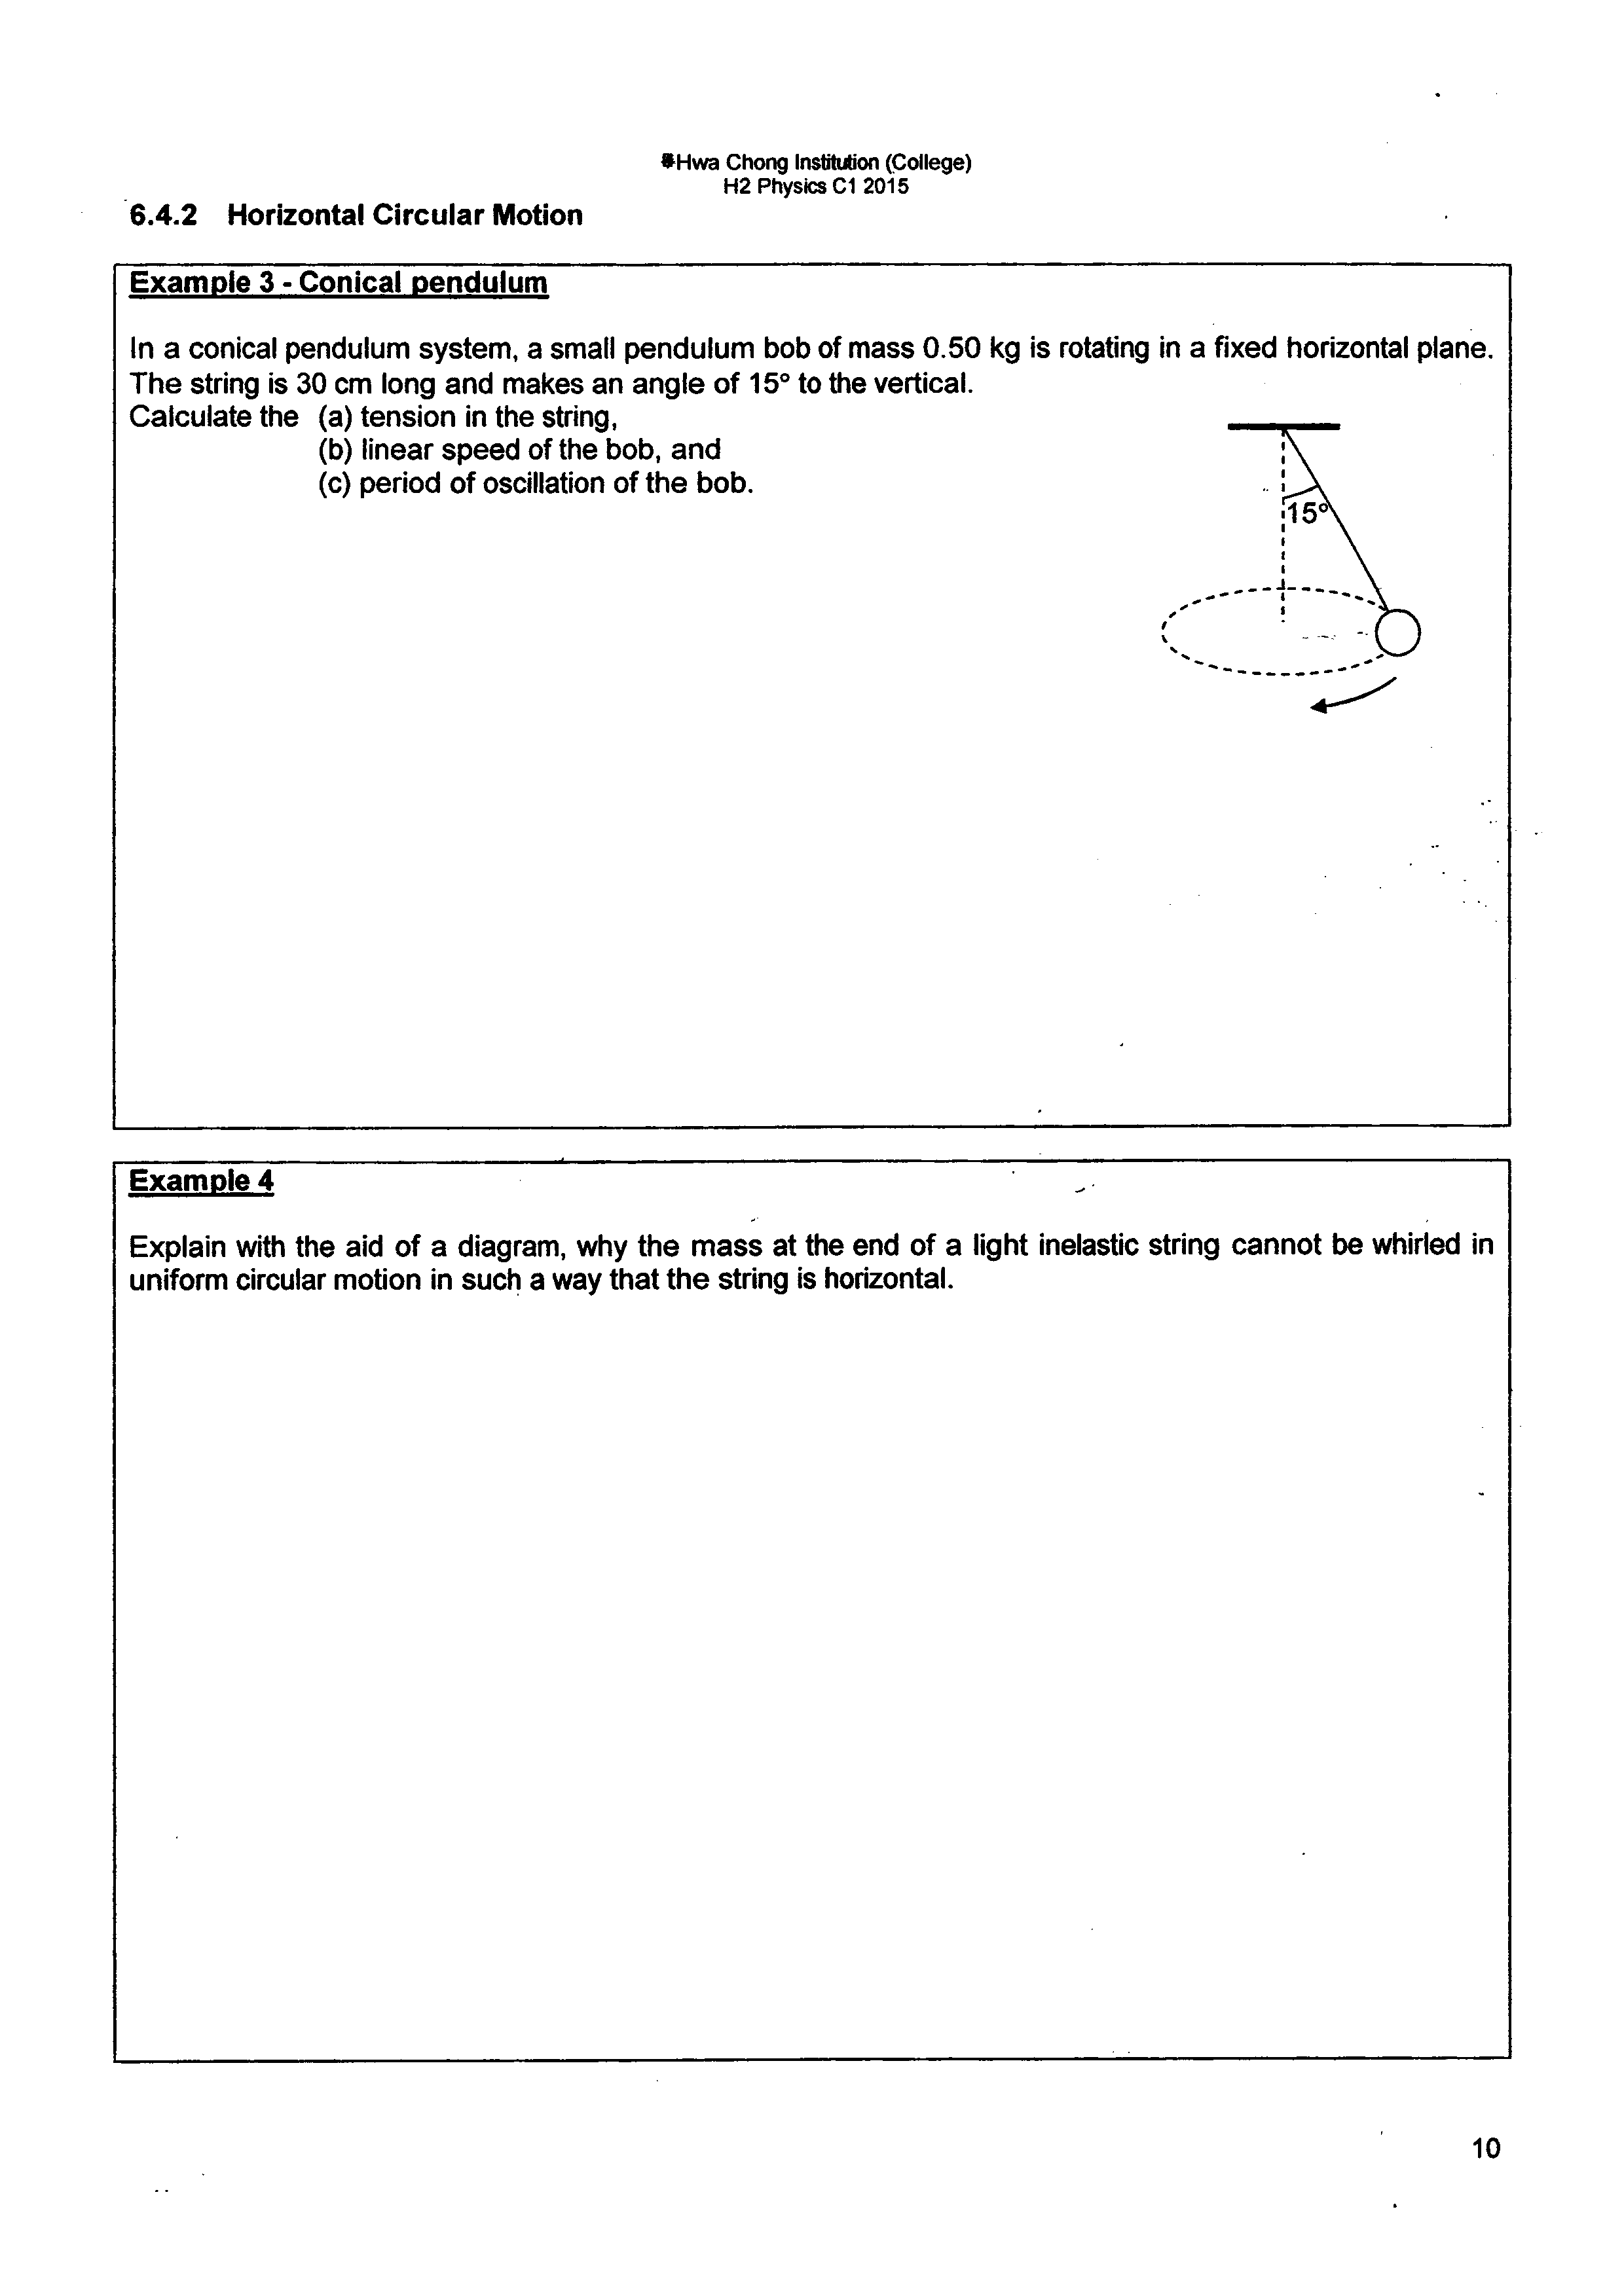 Hwa Chong Institution (College)
H2 Physics C1 2015
6.4.2 Horizontal Circular Motion
Example 3 - Conical pendulum
In a conical pendulum system, a small pendulum bob of mass 0.50 kg is rotating in a fixed horizontal plane.
The string is 30 cm long and makes an angle of 15° to the vertical.
Calculate the (a) tension in the string,
(b) linear speed of the bob, and
(c) period of oscillation of the bob.
15°
Example 4
Explain with the aid of a diagram, why the mass at the end of a light inelastic string cannot be whirled in
uniform circular motion in such a way that the string is horizontal.
10